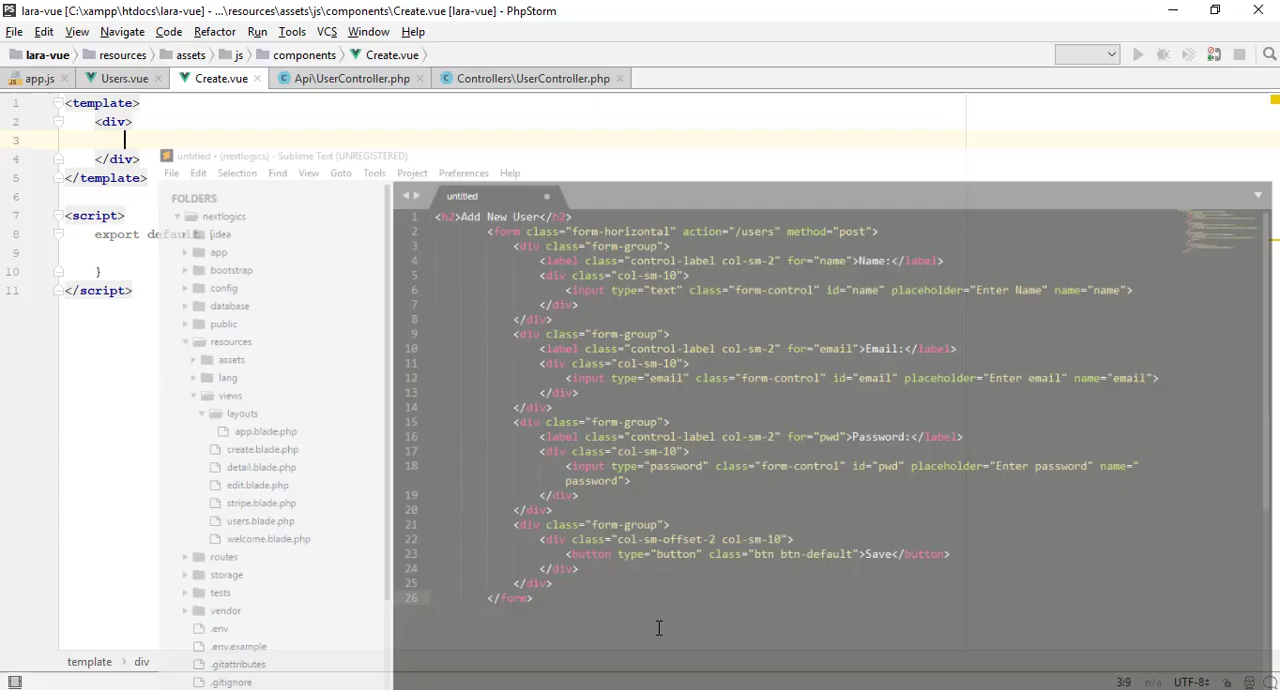 lara-vue [C:\xampp\htdocs\lara-vue] - ...\resources\assets\js\components\Create.vue [lara-vue] - PhpStorm
File Edit View Navigate Code Refactor Run Tools VCS Window Help
lara-vue resources assets js components Create.vue
app.js Users.vue Create.vue Api\UserController.php Controllers\UserController.php
1 <template>
2 <div>
3
4 </div>
5 </template>
6
7 <script>
8 export default {
9
10 }
11 </script>
untitled • (nextlogics) - Sublime Text (UNREGISTERED)
File Edit Selection Find View Goto Tools Project Preferences Help
FOLDERS
nextlogics
.idea
app
bootstrap
config
database
public
resources
assets
lang
views
layouts
app.blade.php
create.blade.php
detail.blade.php
edit.blade.php
stripe.blade.php
users.blade.php
welcome.blade.php
routes
storage
tests
vendor
.env
.env.example
.gitattributes
.gitignore
untitled
1 <h2>Add New User</h2>
2 <form class="form-horizontal" action="/users" method="post">
3 <div class="form-group">
4 <label class="control-label col-sm-2" for="name">Name:</label>
5 <div class="col-sm-10">
6 <input type="text" class="form-control" id="name" placeholder="Enter Name" name="name">
7 </div>
8 </div>
9 <div class="form-group">
10 <label class="control-label col-sm-2" for="email">Email:</label>
11 <div class="col-sm-10">
12 <input type="email" class="form-control" id="email" placeholder="Enter email" name="email">
13 </div>
14 </div>
15 <div class="form-group">
16 <label class="control-label col-sm-2" for="pwd">Password:</label>
17 <div class="col-sm-10">
18 <input type="password" class="form-control" id="pwd" placeholder="Enter password" name="
password">
19 </div>
20 </div>
21 <div class="form-group">
22 <div class="col-sm-offset-2 col-sm-10">
23 <button type="button" class="btn btn-default">Save</button>
24 </div>
25 </div>
26 </form>
template div
3:9 n/a UTF-8